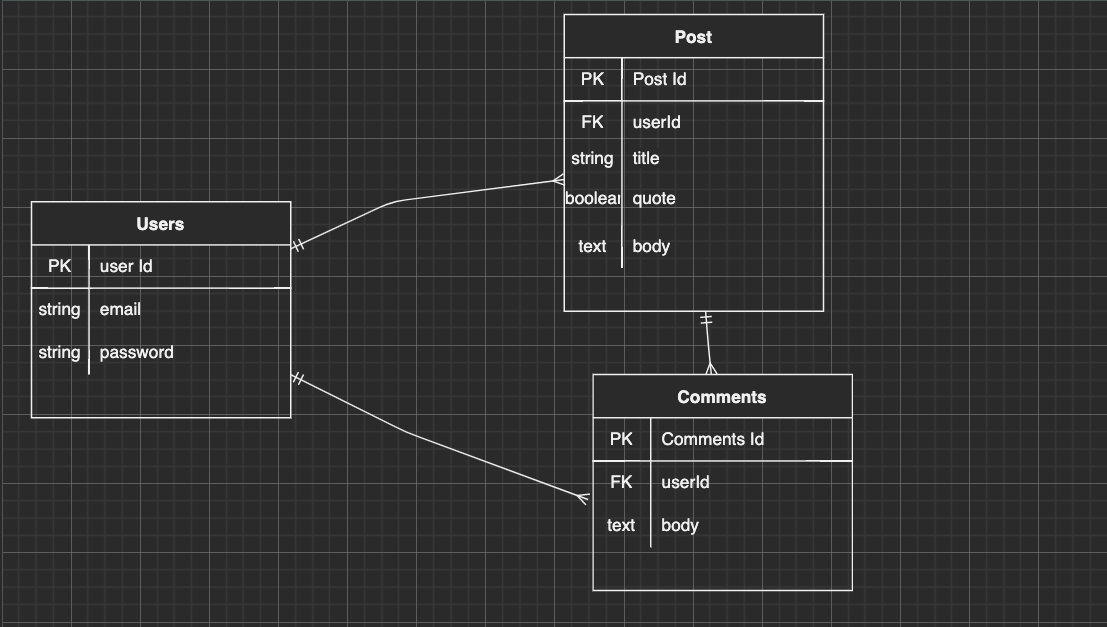 Post
PK Post Id
FK userId
string title
boolear quote
text body
Users
PK user Id
string email
string password
Comments
PK Comments Id
FK userId
text body